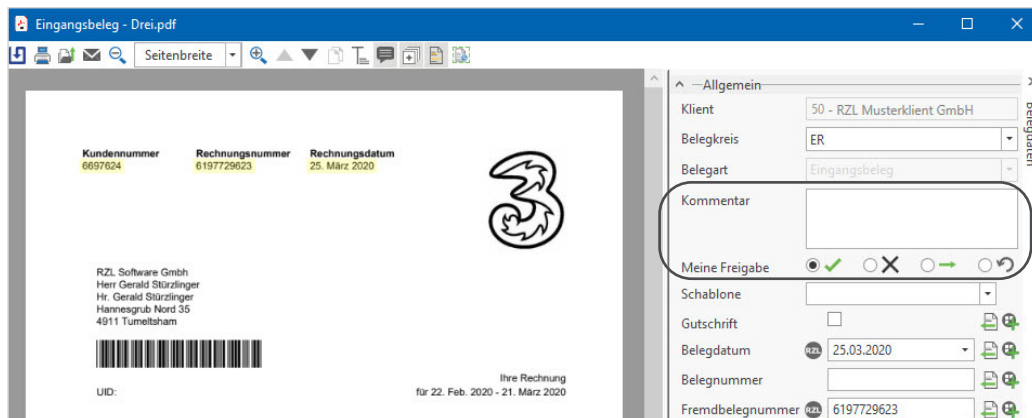 Eingangsbeleg - Drei.pdf
Seitenbreite
Kundennummer Rechnungsnummer Rechnungsdatum
6697624 6197729623 25. März 2020
3
RZL Software Gmbh
Herr Gerald Stürzlinger
Hr. Gerald Stürzlinger
Hannesgrub Nord 35
4911 Tumeltsham
Ihre Rechnung
UID: für 22. Feb. 2020 - 21. März 2020
Allgemein
Klient 50 - RZL Musterklient GmbH
Belegkreis ER
Belegart Eingangsbeleg
Kommentar
Meine Freigabe
Schablone
Gutschrift
Belegdatum RZL 25.03.2020
Belegnummer
Fremdbelegnummer RZL 6197729623
Belegdaten